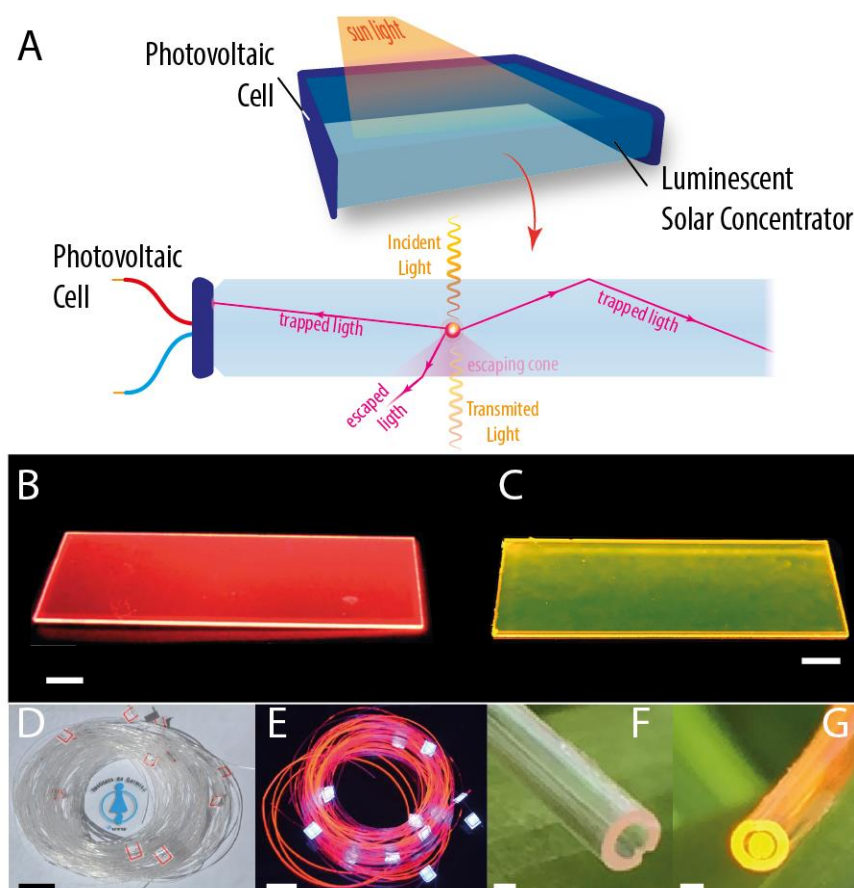 A
sun light
Photovoltaic
Cell
Luminescent
Solar Concentrator
Incident
Light
Photovoltaic
Cell
trapped ligth
trapped ligth
escaping cone
escaped
ligth
Transmited
Light
B
C
D
E
F
G